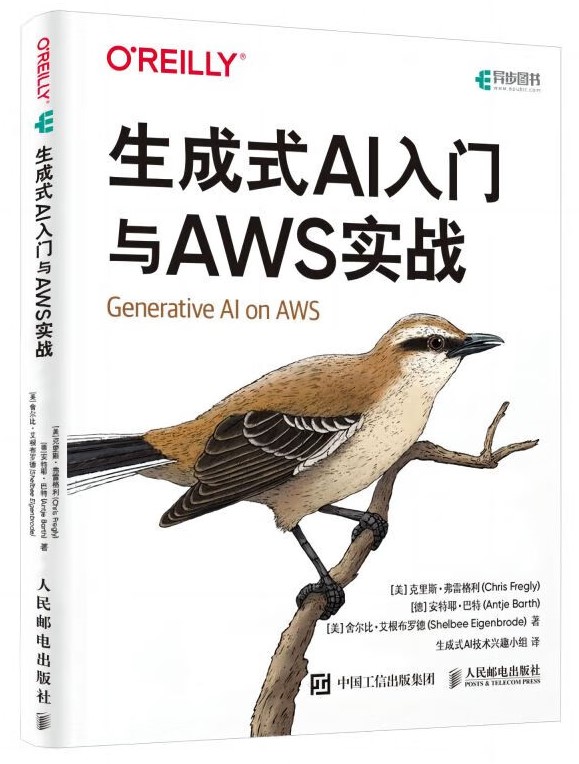 O'REILLY®
异步图书
www.epubit.com
生成式AI入门
与AWS实战
Generative AI on AWS
[美]克里斯·弗雷格利(Chris Fregly)
[德]安特耶·巴特(Antje Barth)
[美]舍尔比·艾根布罗德(Shelbee Eigenbrode) 著
生成式AI技术兴趣小组 译
中国工信出版集团
人民邮电出版社
POSTS & TELECOM PRESS
O'REILLY®
生成式AI入门与AWS实战
[美]克里斯·弗雷格利(Chris Fregly)
[德]安特耶·巴特(Antje Barth)
[美]舍尔比·艾根布罗德(Shelbee Eigenbrode)
著
人民邮电出版社